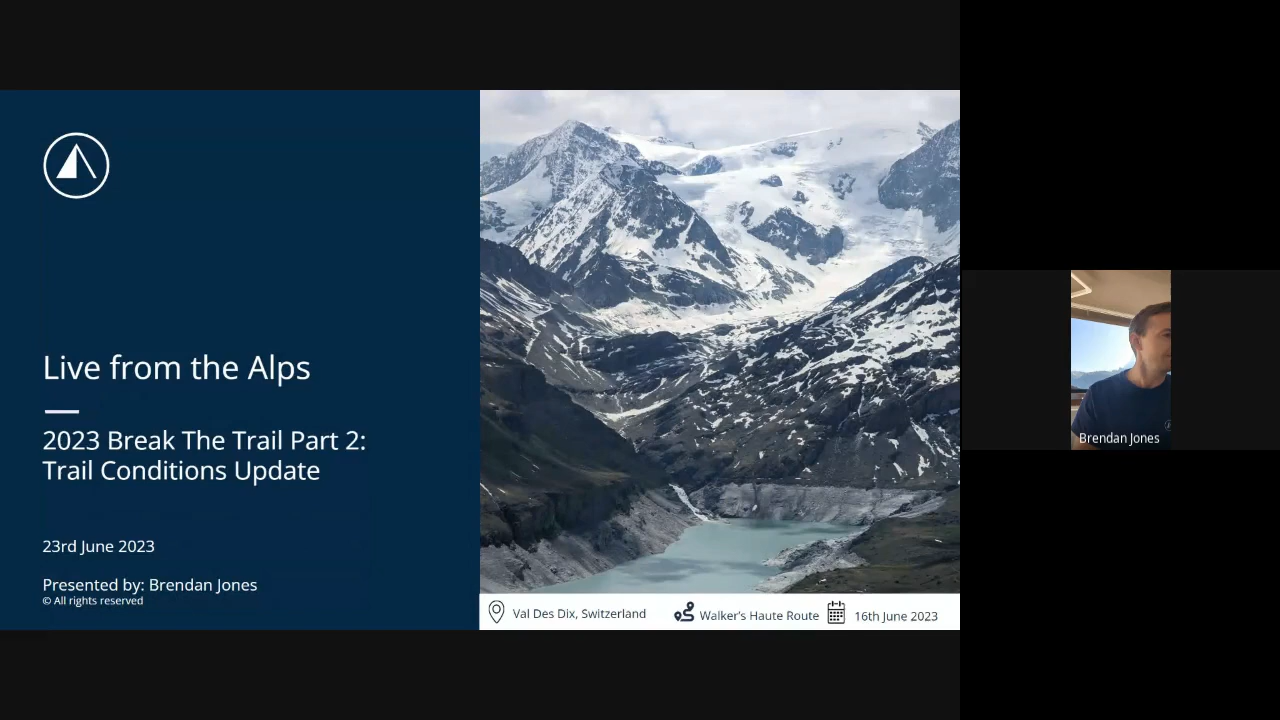 Live from the Alps
2023 Break The Trail Part 2:
Trail Conditions Update
23rd June 2023
Presented by: Brendan Jones
© All rights reserved
Val Des Dix, Switzerland
Walker's Haute Route
16th June 2023
Brendan Jones